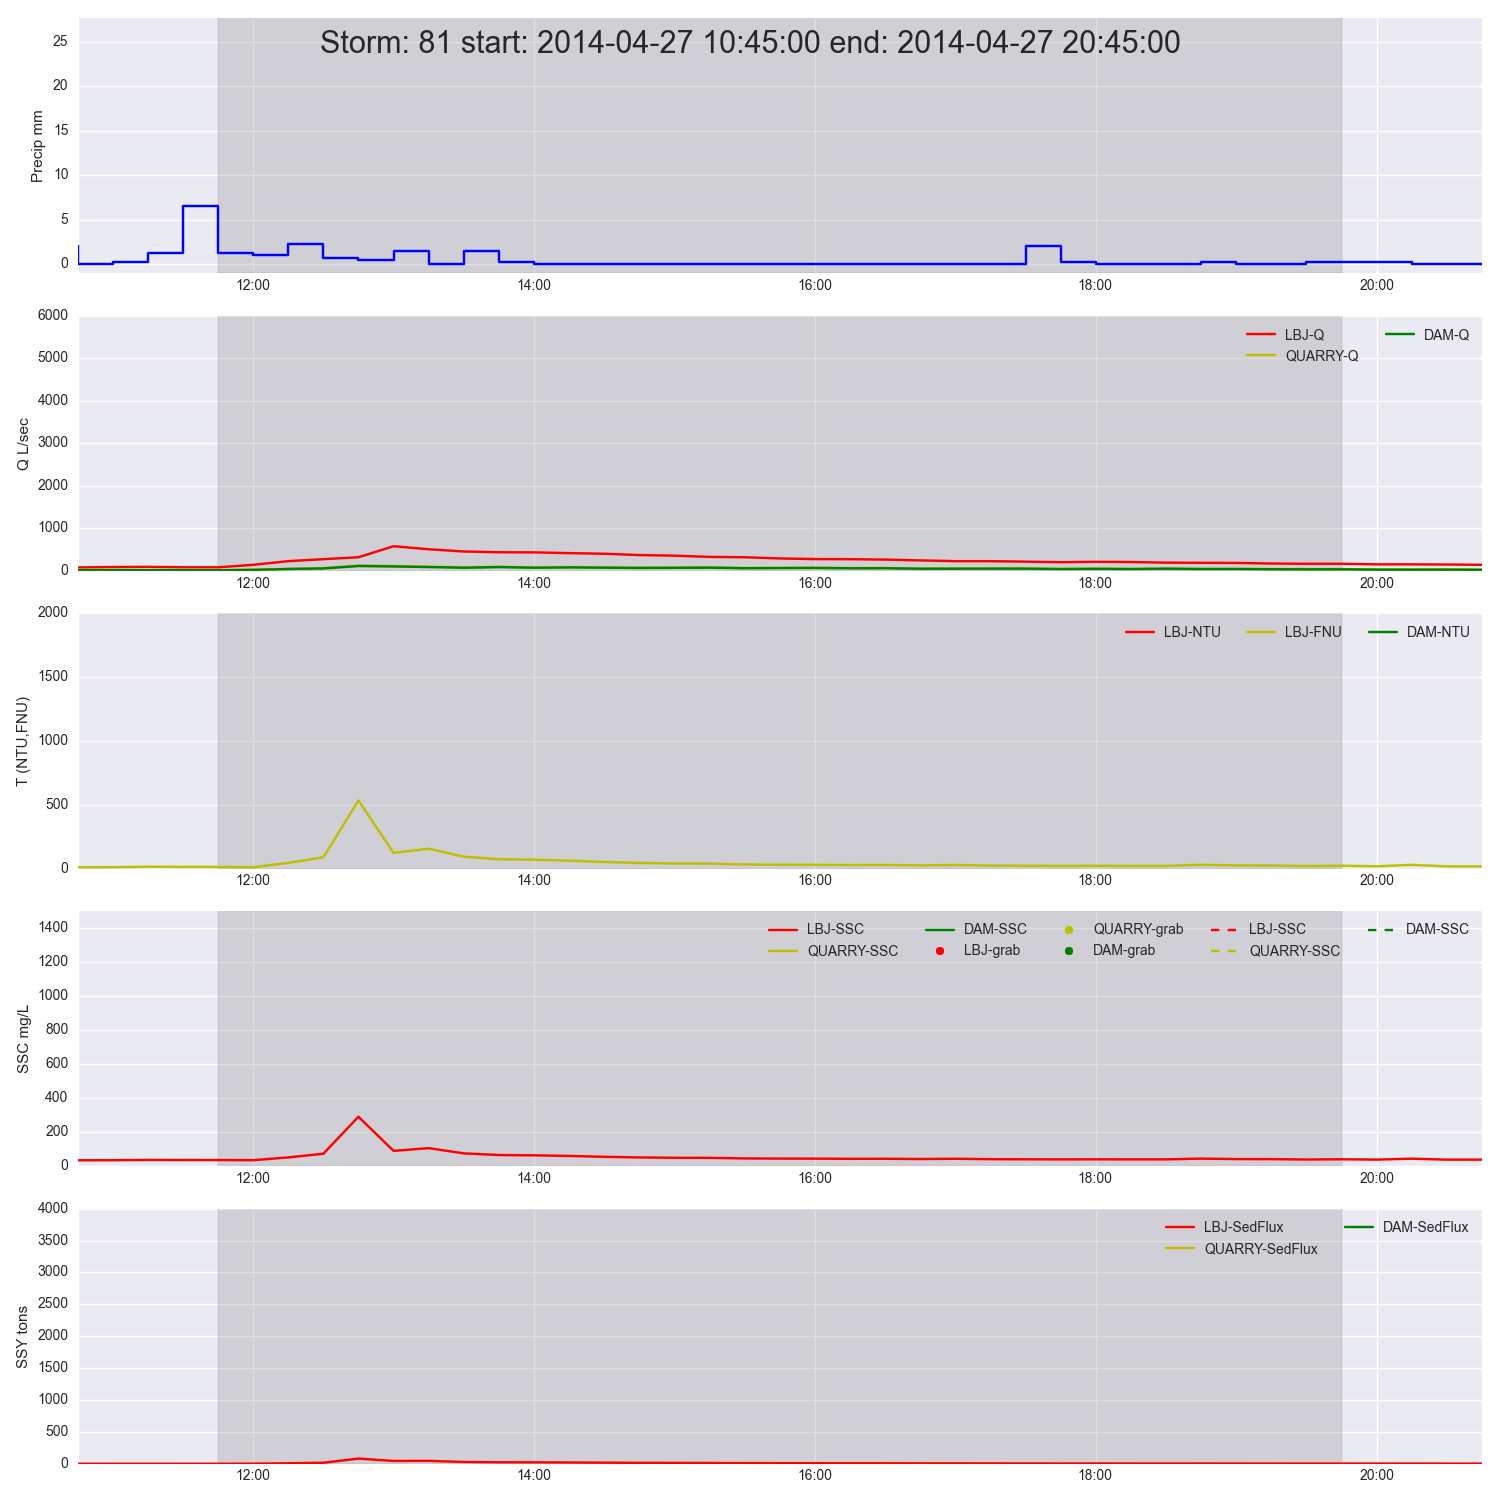 Storm: 81 start: 2014-04-27 10:45:00 end: 2014-04-27 20:45:00
Precip mm
25
20
15
10
5
0
12:00 14:00 16:00 18:00 20:00
Q L/sec
6000
5000
4000
3000
2000
1000
0
LBJ-Q DAM-Q
QUARRY-Q
12:00 14:00 16:00 18:00 20:00
T (NTU,FNU)
2000
1500
1000
500
0
LBJ-NTU LBJ-FNU DAM-NTU
12:00 14:00 16:00 18:00 20:00
SSC mg/L
1400
1200
1000
800
600
400
200
0
LBJ-SSC DAM-SSC QUARRY-grab LBJ-SSC DAM-SSC
QUARRY-SSC LBJ-grab DAM-grab QUARRY-SSC
12:00 14:00 16:00 18:00 20:00
SSY tons
4000
3500
3000
2500
2000
1500
1000
500
0
LBJ-SedFlux DAM-SedFlux
QUARRY-SedFlux
12:00 14:00 16:00 18:00 20:00